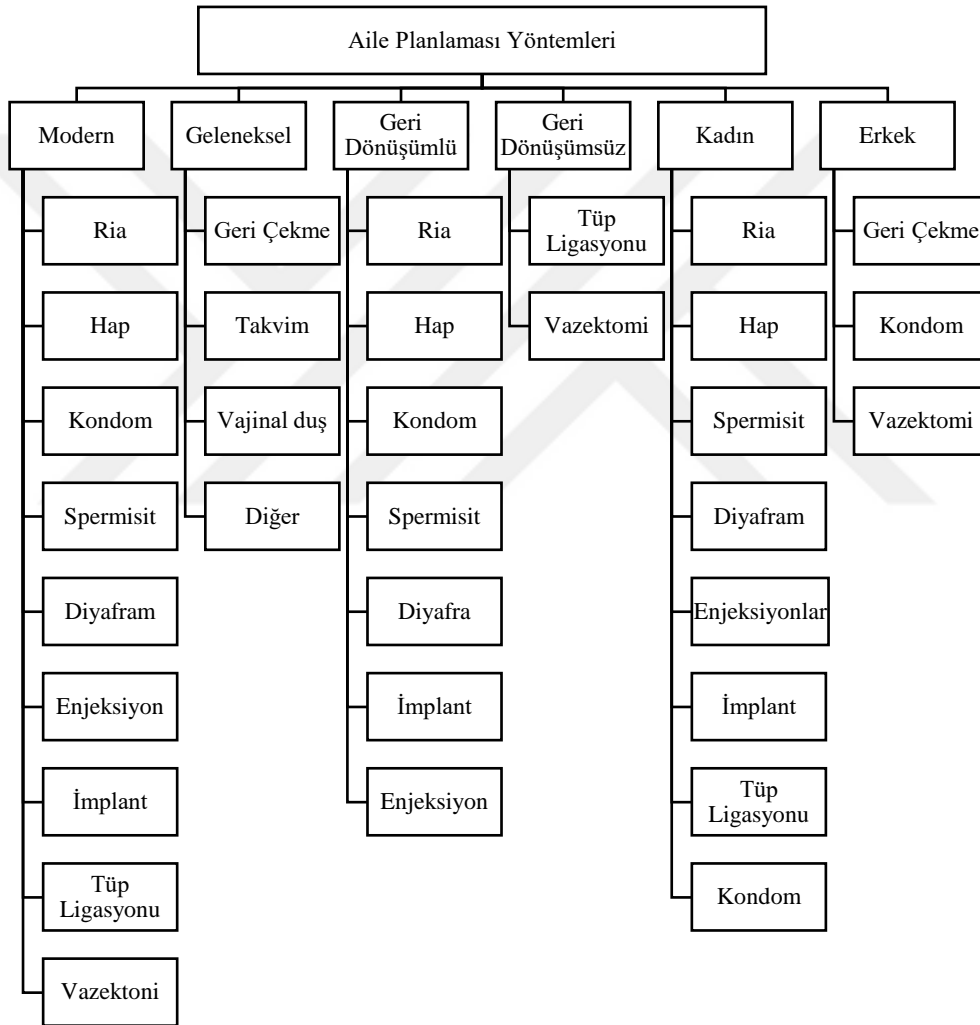 Aile Planlaması Yöntemleri
Modern
Ria
Hap
Kondom
Spermisit
Diyafram
Enjeksiyon
İmplant
Tüp
Ligasyonu
Vazektoni
Geleneksel
Geri Çekme
Takvim
Vajinal duş
Diğer
Geri
Dönüşümlü
Ria
Hap
Kondom
Spermisit
Diyafra
İmplant
Enjeksiyon
Geri
Dönüşümsüz
Tüp
Ligasyonu
Vazektomi
Kadın
Ria
Hap
Spermisit
Diyafram
Enjeksiyonlar
İmplant
Tüp
Ligasyonu
Kondom
Erkek
Geri Çekme
Kondom
Vazektomi